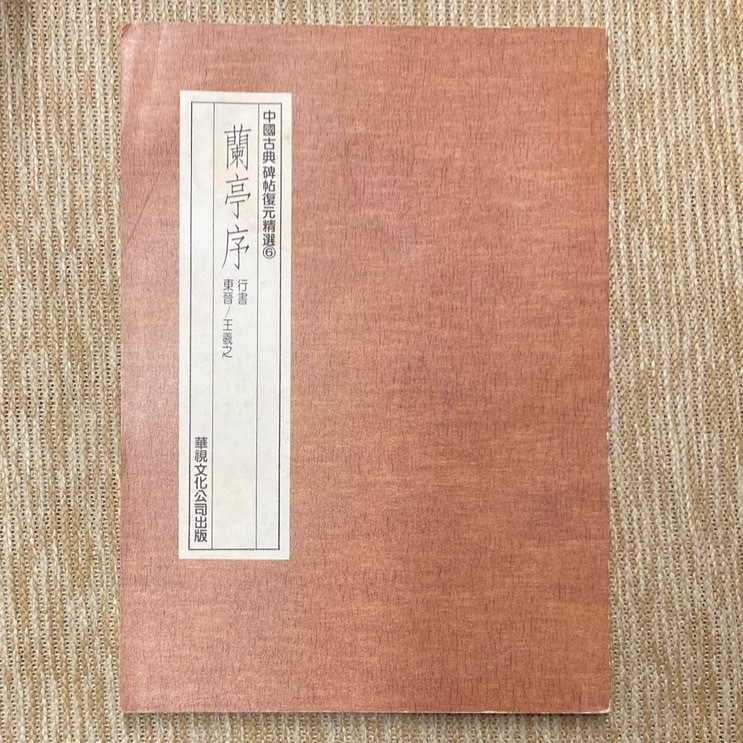 中國古典碑帖復元精選⑥
蘭亭序
行書
東晉/王羲之
華視文化公司出版